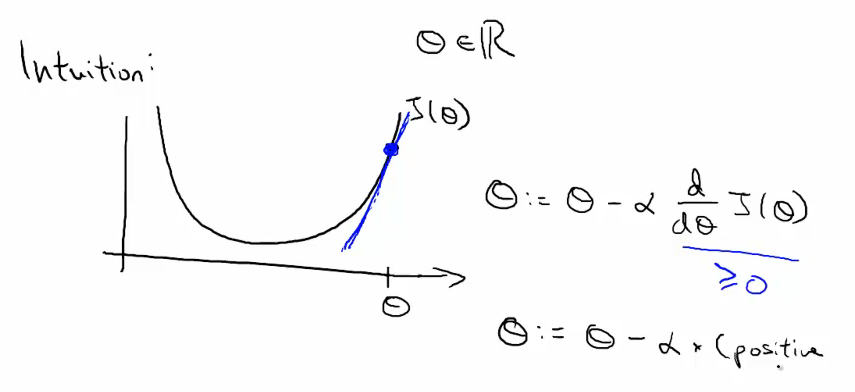 Θ ∈ ℝ
Intuition:
J(Θ)
Θ := Θ - α d/dΘ J(Θ)
≥ 0
Θ
Θ := Θ - α * (positive